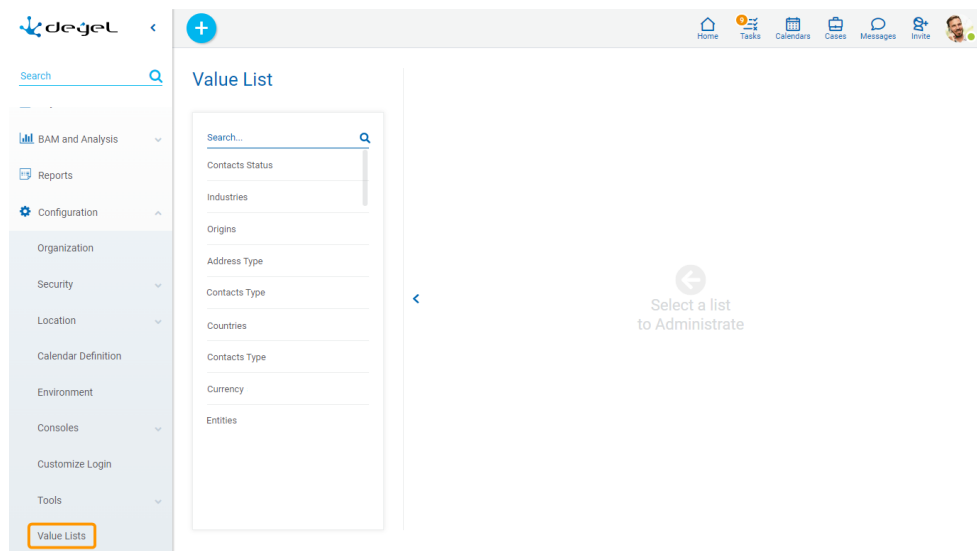 deyel
Home
9
Tasks
Calendars
Cases
Messages
Invite
Search
BAM and Analysis
Reports
Configuration
Organization
Security
Location
Calendar Definition
Environment
Consoles
Customize Login
Tools
Value Lists
Value List
Search...
Contacts Status
Industries
Origins
Address Type
Contacts Type
Countries
Contacts Type
Currency
Entities
Select a list
to Administrate